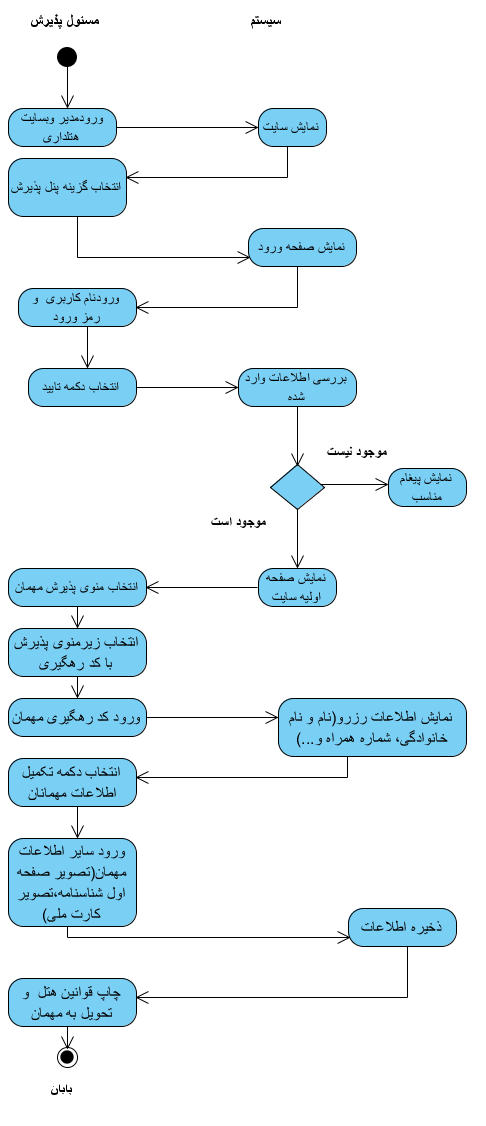 مسئول پذیرش
سیستم
ورودمدیر وبسایت
هتلداری
نمایش سایت
انتخاب گزینه پنل پذیرش
نمایش صفحه ورود
ورودنام کاربری و
رمز ورود
انتخاب دکمه تایید
بررسی اطلاعات وارد
شده
موجود نیست
نمایش پیغام
مناسب
موجود است
نمایش صفحه
اولیه سایت
انتخاب منوی پذیرش مهمان
انتخاب زیرمنوی پذیرش
با کد رهگیری
ورود کد رهگیری مهمان
نمایش اطلاعات رزرو(نام و نام
خانوادگی، شماره همراه و...)
انتخاب دکمه تکمیل
اطلاعات مهمانان
ورود سایر اطلاعات
مهمان(تصویر صفحه
اول شناسنامه،تصویر
کارت ملی)
ذخیره اطلاعات
چاپ قوانین هتل و
تحویل به مهمان
بابان